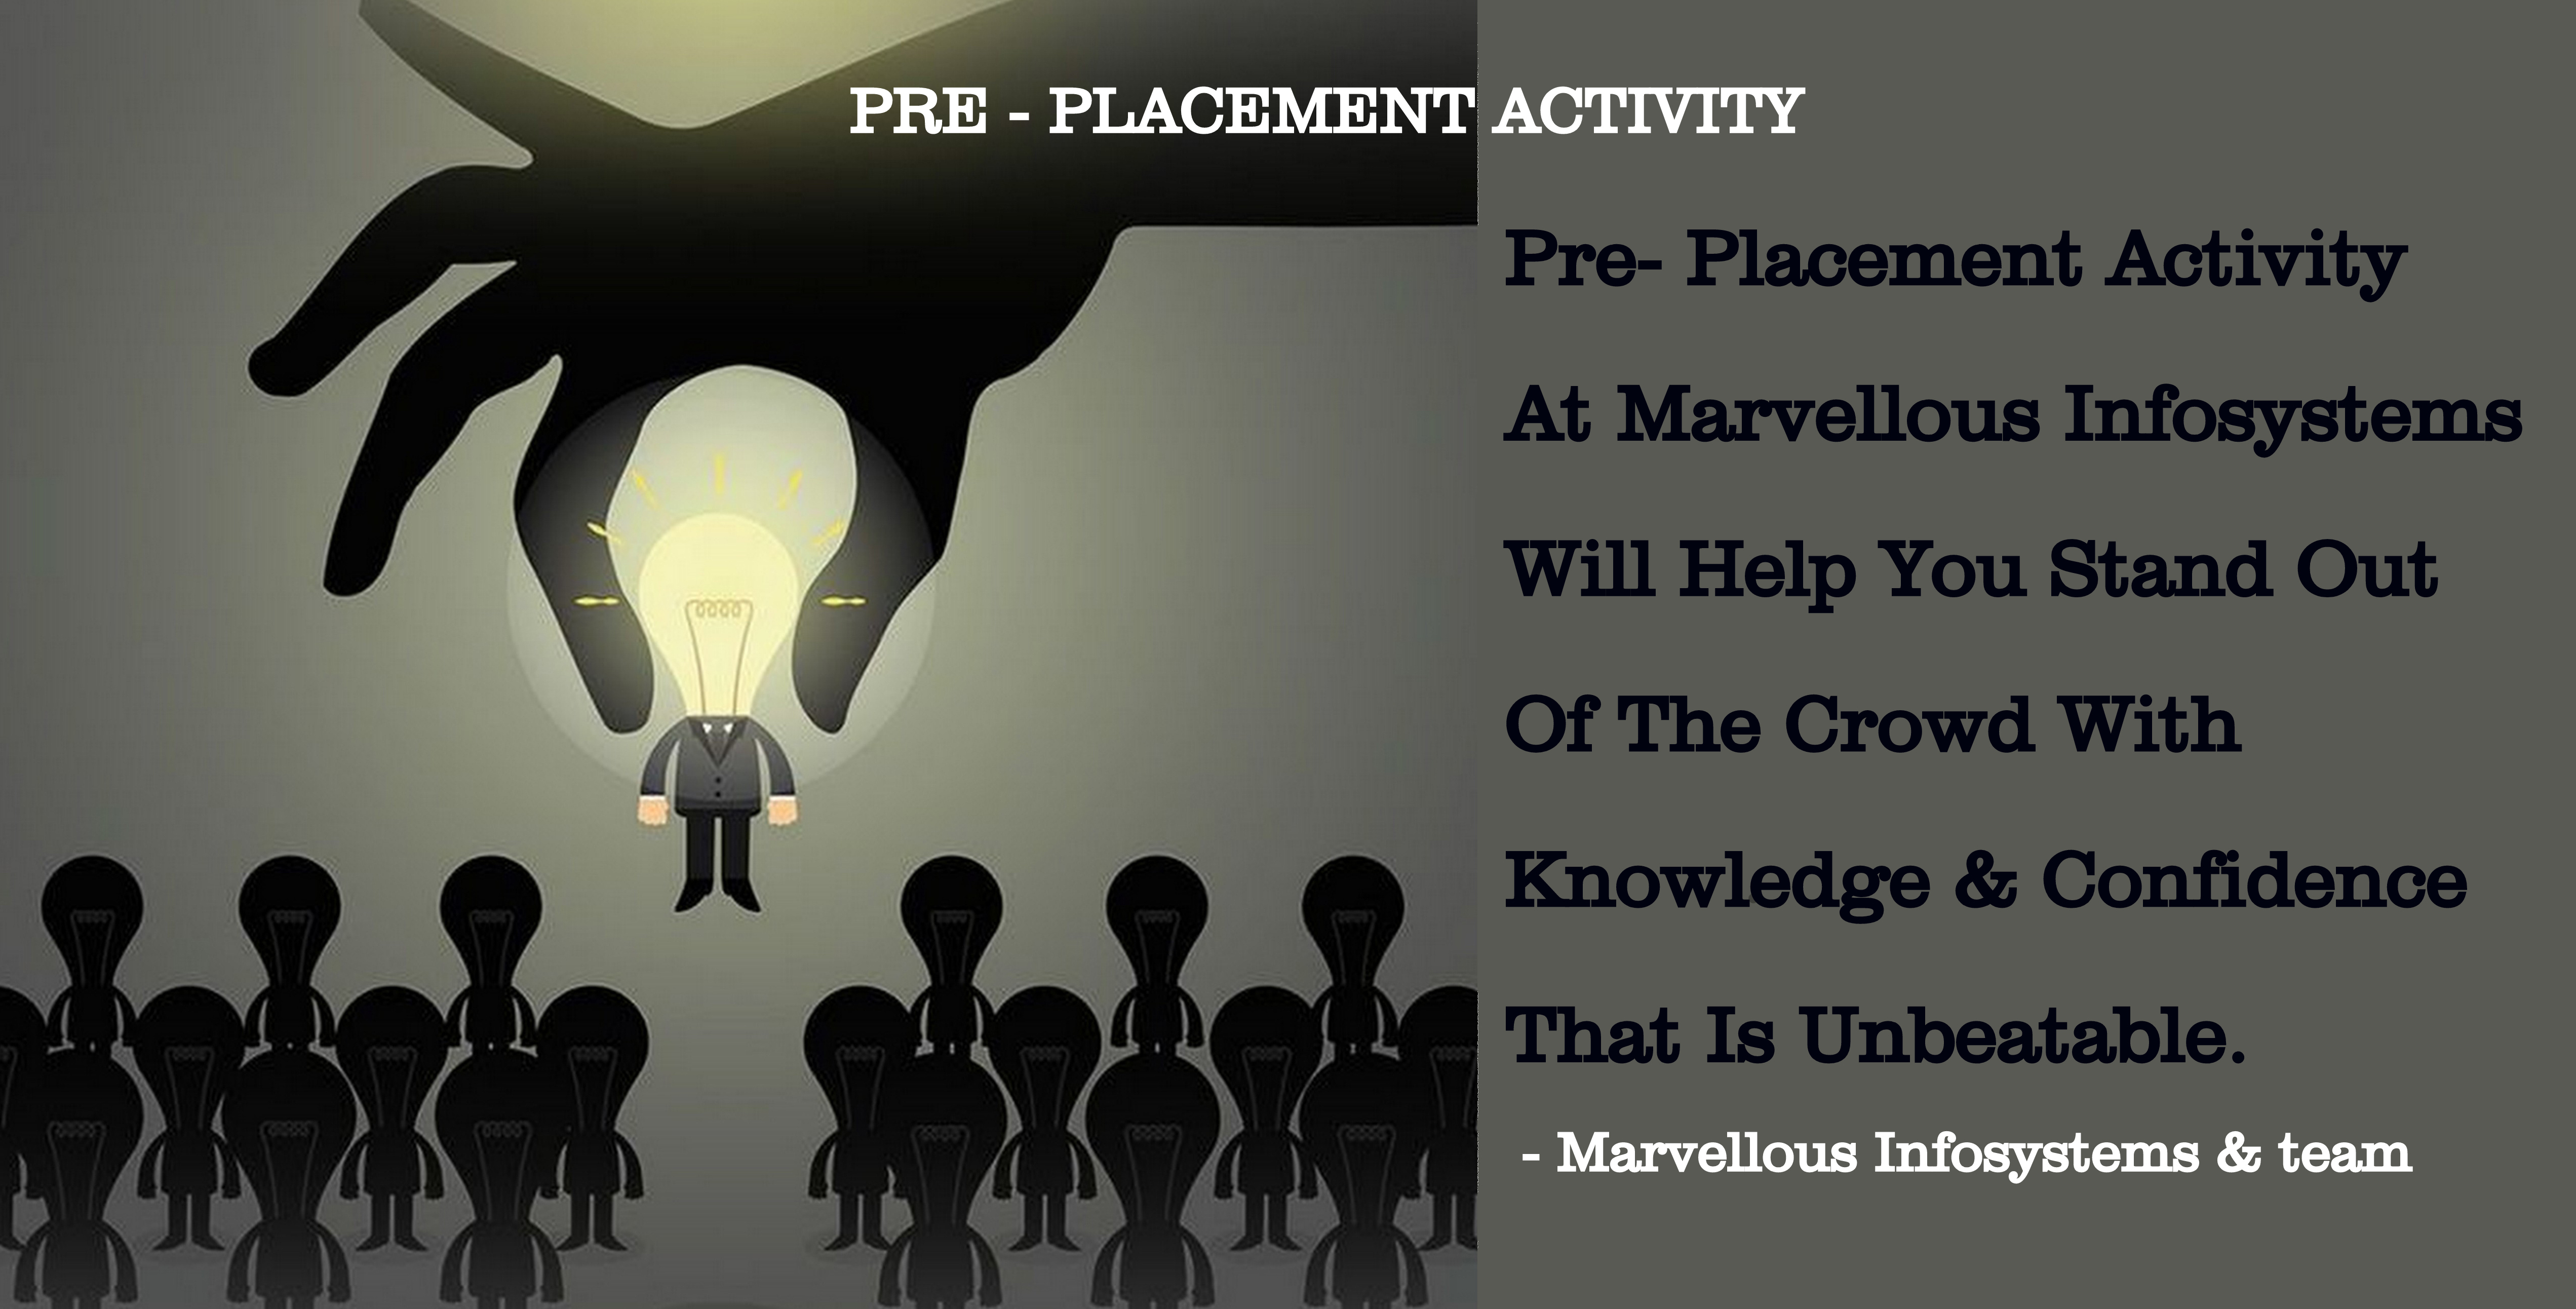 PRE - PLACEMENT ACTIVITY
Pre- Placement Activity
At Marvellous Infosystems
Will Help You Stand Out
Of The Crowd With
Knowledge & Confidence
That Is Unbeatable.
- Marvellous Infosystems & team